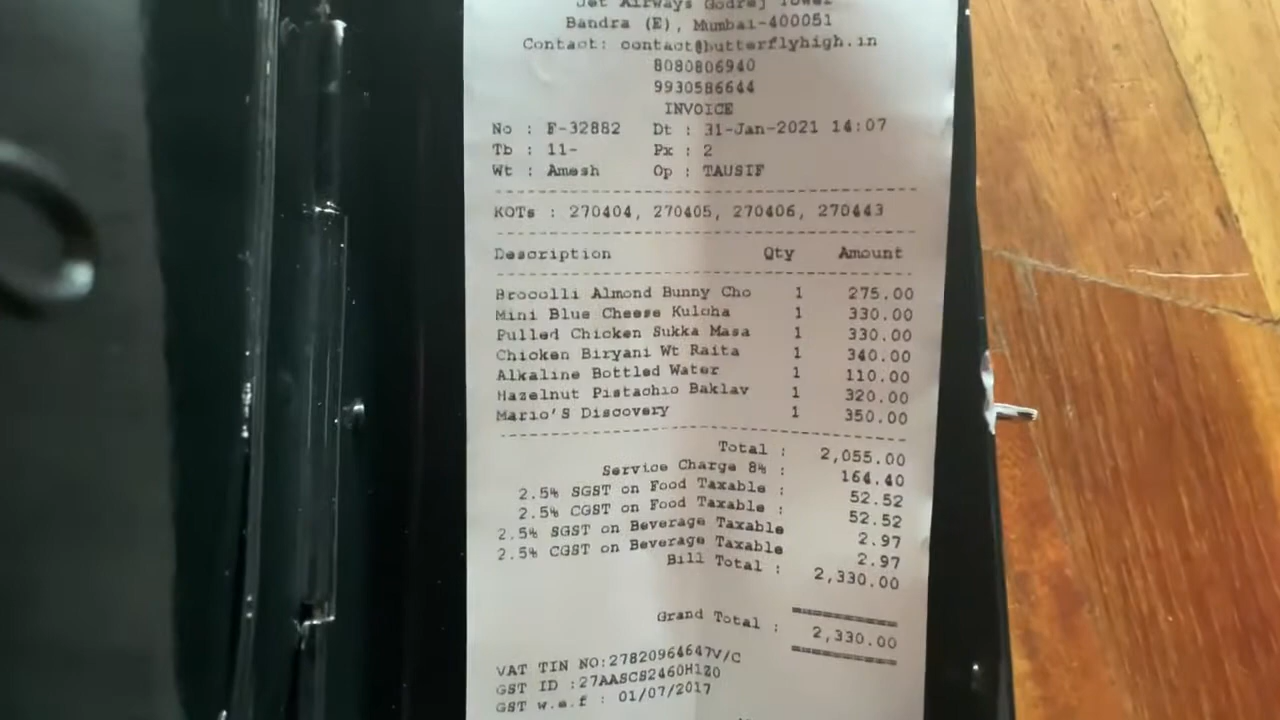 Jet Airways Godrej Tower
Bandra (E), Mumbai-400051
Contact: contact@butterflyhigh.in
8080806940
9930586644
INVOICE
No : F-32882 Dt : 31-Jan-2021 14:07
Tb : 11- Px : 2
Wt : Amesh Op : TAUSIF
KOTs : 270404, 270405, 270406, 270443
Description Qty Amount
Brocolli Almond Bunny Cho 1 275.00
Mini Blue Cheese Kulcha 1 330.00
Pulled Chicken Sukka Masa 1 330.00
Chicken Biryani Wt Raita 1 340.00
Alkaline Bottled Water 1 110.00
Hazelnut Pistachio Baklav 1 320.00
Mario'S Discovery 1 350.00
Total : 2,055.00
Service Charge 8% : 164.40
2.5% SGST on Food Taxable : 52.52
2.5% CGST on Food Taxable : 52.52
2.5% SGST on Beverage Taxable 2.97
2.5% CGST on Beverage Taxable 2.97
Bill Total : 2,330.00
Grand Total : 2,330.00
VAT TIN NO:27820964647V/C
GST ID :27AASCS2460H1Z0
GST w.e.f : 01/07/2017